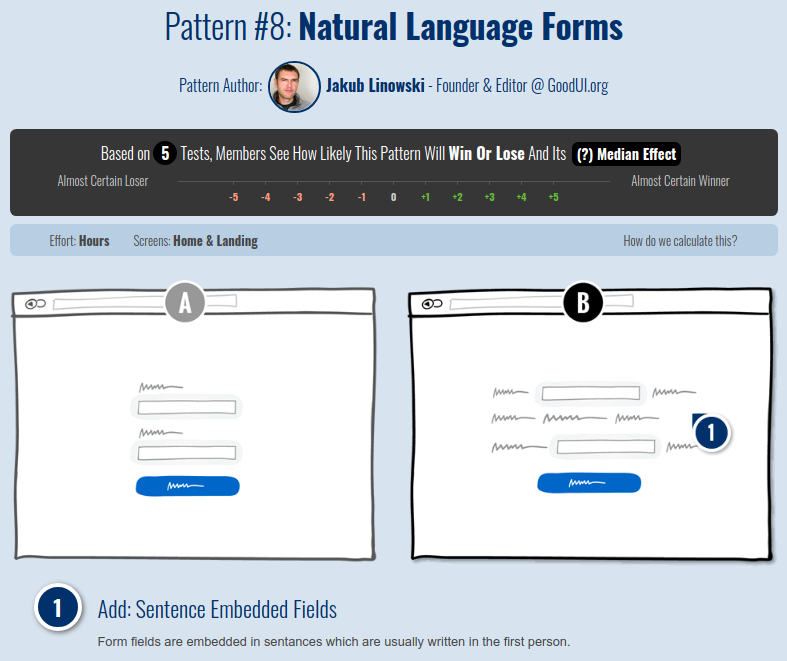 Pattern #8: Natural Language Forms
Pattern Author: Jakub Linowski - Founder & Editor @ GoodUI.org
Based on 5 Tests, Members See How Likely This Pattern Will Win Or Lose And Its (?) Median Effect
Almost Certain Loser -5 -4 -3 -2 -1 0 +1 +2 +3 +4 +5 Almost Certain Winner
Effort: Hours Screens: Home & Landing How do we calculate this?
A B
1
1 Add: Sentence Embedded Fields
Form fields are embedded in sentances which are usually written in the first person.